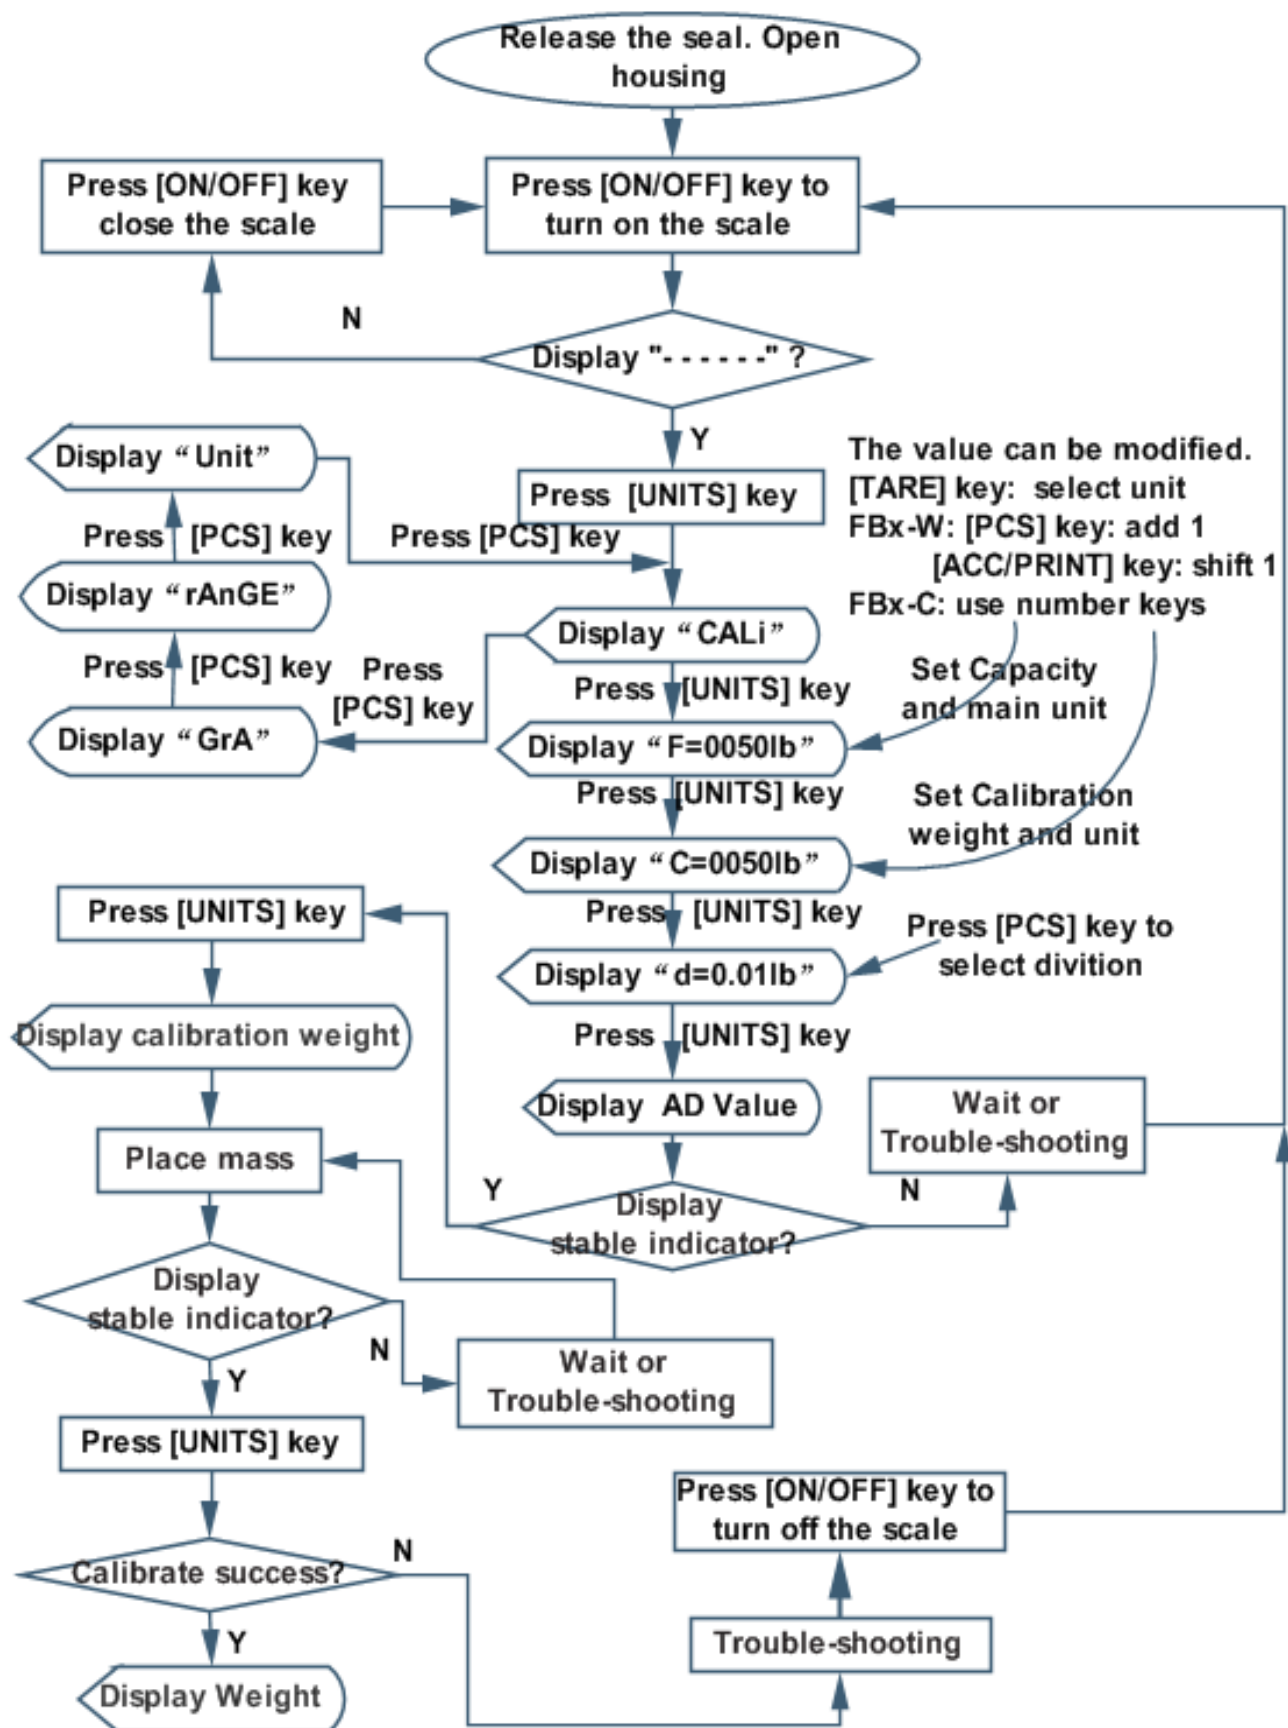 Release the seal. Open
housing
Press [ON/OFF] key
close the scale
Press [ON/OFF] key to
turn on the scale
N
Display "- - - - - -" ?
Y
Display “Unit”
Press [UNITS] key
The value can be modified.
[TARE] key: select unit
FBx-W: [PCS] key: add 1
[ACC/PRINT] key: shift 1
FBx-C: use number keys
Press [PCS] key
Press [PCS] key
Display “rAnGE”
Display “CALi”
Press [PCS] key
Press
[PCS] key
Press [UNITS] key
Set Capacity
and main unit
Display “GrA”
Display “F=0050lb”
Press [UNITS] key
Set Calibration
weight and unit
Display “C=0050lb”
Press [UNITS] key
Press [UNITS] key
Press [PCS] key to
select divition
Display “d=0.01lb”
Display calibration weight
Press [UNITS] key
Display AD Value
Wait or
Trouble-shooting
Place mass
Y
N
Display
stable indicator?
Display
stable indicator?
N
Wait or
Trouble-shooting
Y
Press [UNITS] key
Press [ON/OFF] key to
turn off the scale
Calibrate success?
N
Trouble-shooting
Y
Display Weight